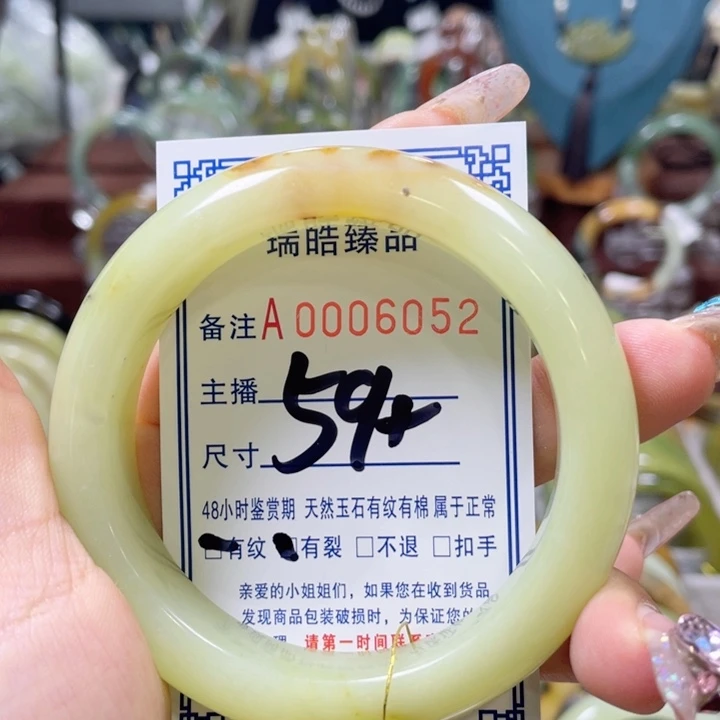 瑞皓臻品
备注A0006052
主播
59+
尺寸
48小时鉴赏期 天然玉石有纹有棉属于正常
□有纹 □有裂 □不退 □扣手
亲爱的小姐姐们，如果您在收到货品
发现商品包装破损时，为保证您的
理，请第一时间联系